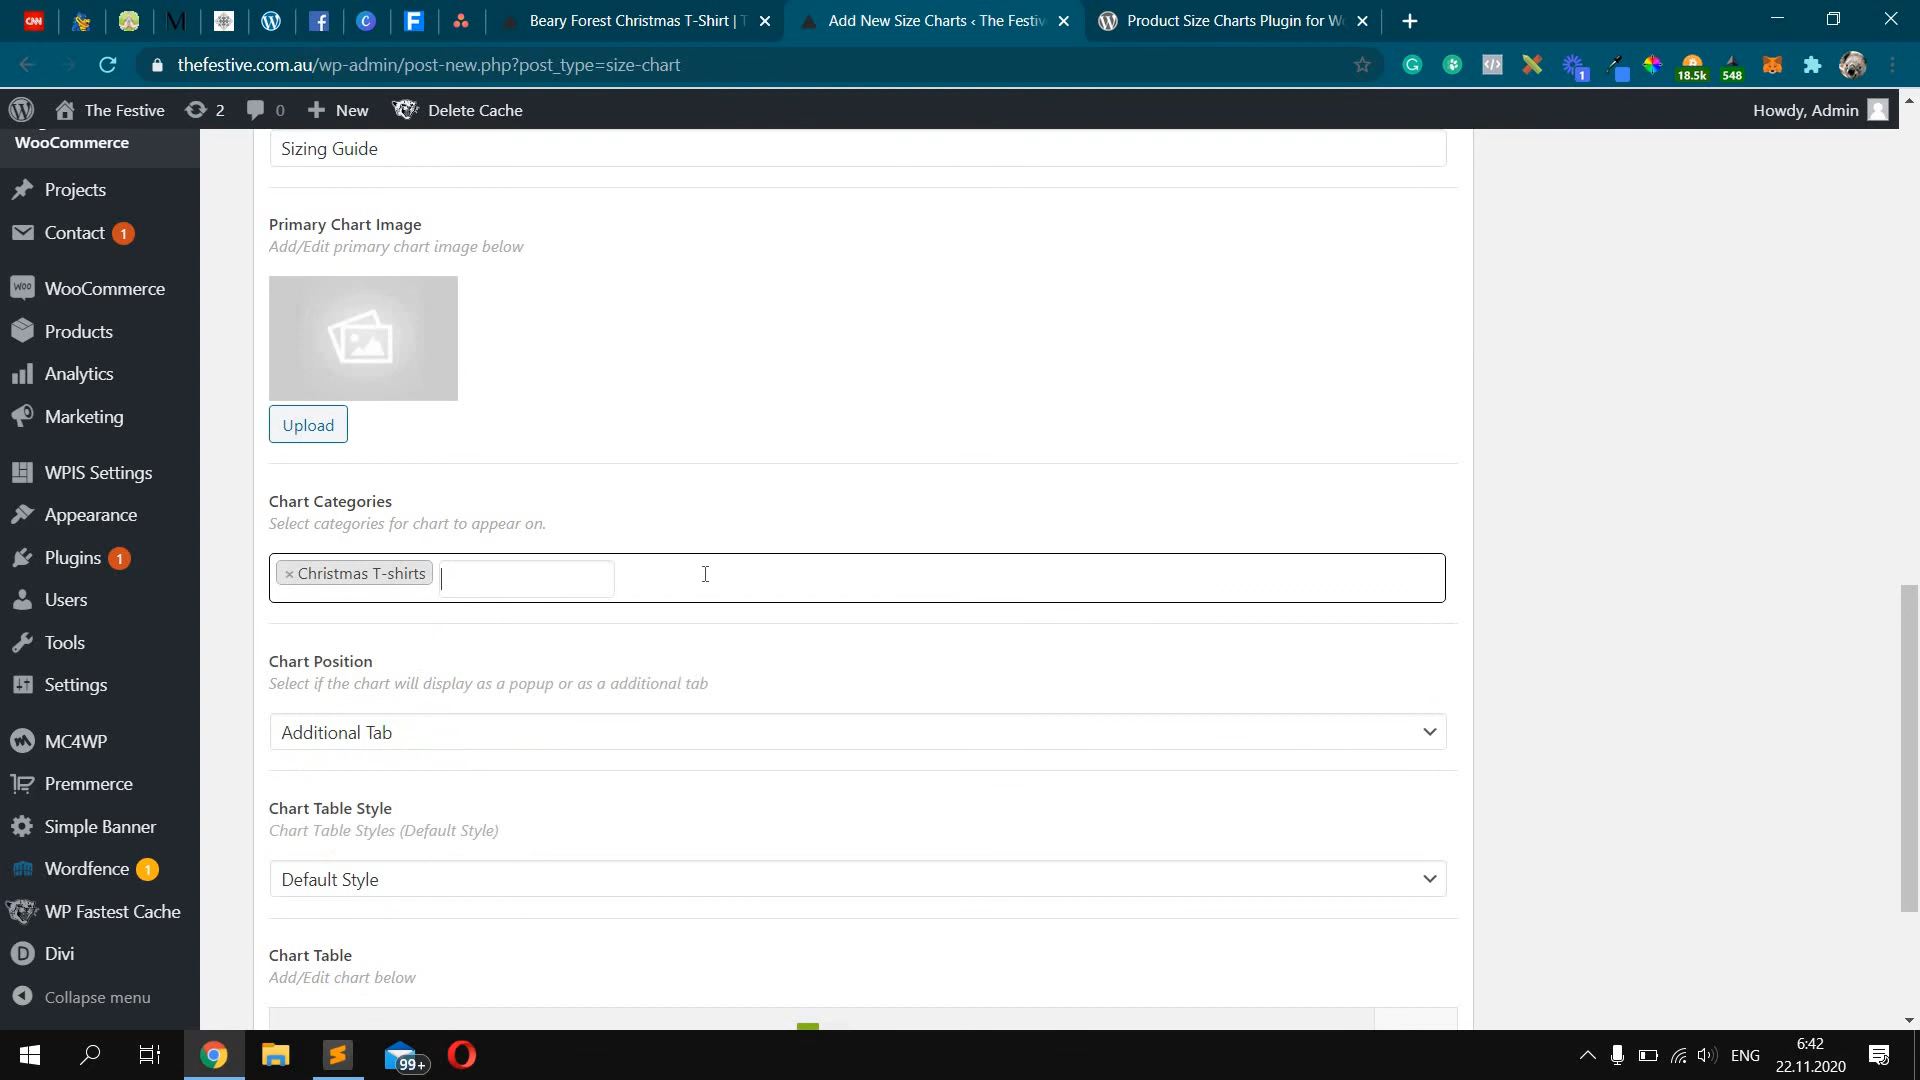 CNN
Beary Forest Christmas T-Shirt | T
Add New Size Charts ‹ The Festiv
Product Size Charts Plugin for W
thefestive.com.au/wp-admin/post-new.php?post_type=size-chart
1
18.5k
548
The Festive
2
0
New
Delete Cache
Howdy, Admin
WooCommerce
Projects
Contact 1
WooCommerce
Products
Analytics
Marketing
WPIS Settings
Appearance
Plugins 1
Users
Tools
Settings
MC4WP
Premmerce
Simple Banner
Wordfence 1
WP Fastest Cache
Divi
Collapse menu
Sizing Guide
Primary Chart Image
Add/Edit primary chart image below
Upload
Chart Categories
Select categories for chart to appear on.
× Christmas T-shirts
Chart Position
Select if the chart will display as a popup or as a additional tab
Additional Tab
Chart Table Style
Chart Table Styles (Default Style)
Default Style
Chart Table
Add/Edit chart below
99+
ENG
6:42
22.11.2020